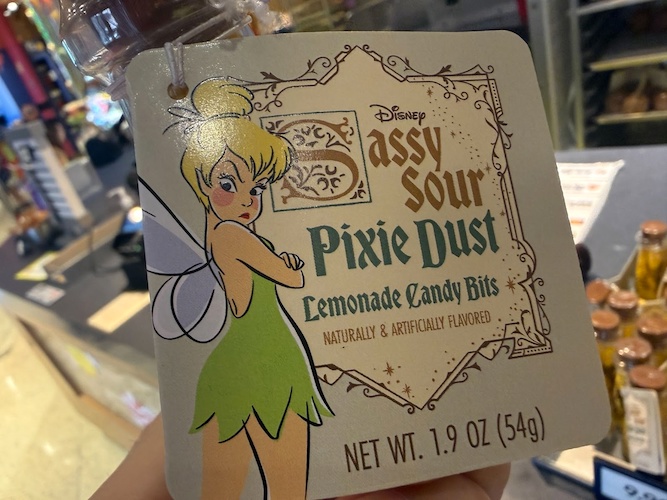 Disney
Sassy
Sour
Pixie Dust
Lemonade Candy Bits
NATURALLY & ARTIFICIALLY FLAVORED
NET WT. 1.9 OZ (54g)